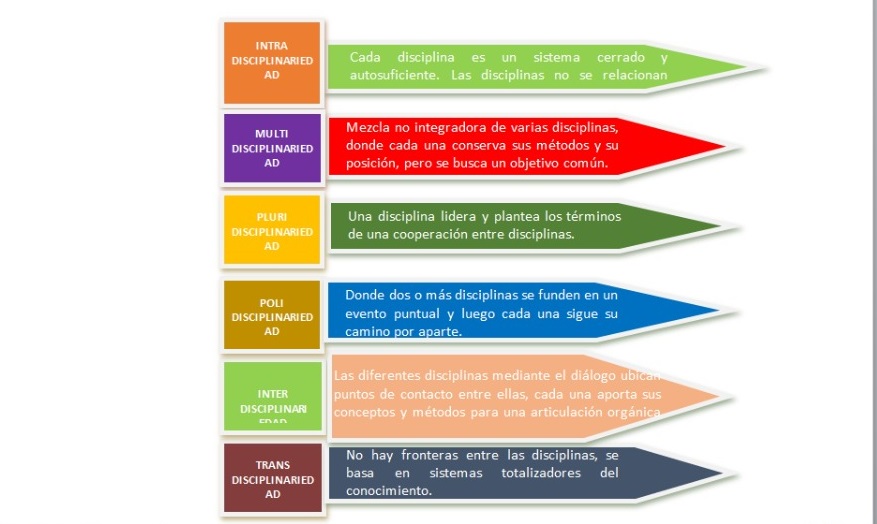 INTRA
DISCIPLINARIED
AD
Cada disciplina es un sistema cerrado y
autosuficiente. Las disciplinas no se relacionan
MULTI
DISCIPLINARIED
AD
Mezcla no integradora de varias disciplinas,
donde cada una conserva sus métodos y su
posición, pero se busca un objetivo común.
PLURI
DISCIPLINARIED
AD
Una disciplina lidera y plantea los términos
de una cooperación entre disciplinas.
POLI
DISCIPLINARIED
AD
Donde dos o más disciplinas se funden en un
evento puntual y luego cada una sigue su
camino por aparte.
INTER
DISCIPLINARI
EDAD
Las diferentes disciplinas mediante el diálogo ubican
puntos de contacto entre ellas, cada una aporta sus
conceptos y métodos para una articulación orgánica
TRANS
DISCIPLINARIED
AD
No hay fronteras entre las disciplinas, se
basa en sistemas totalizadores del
conocimiento.